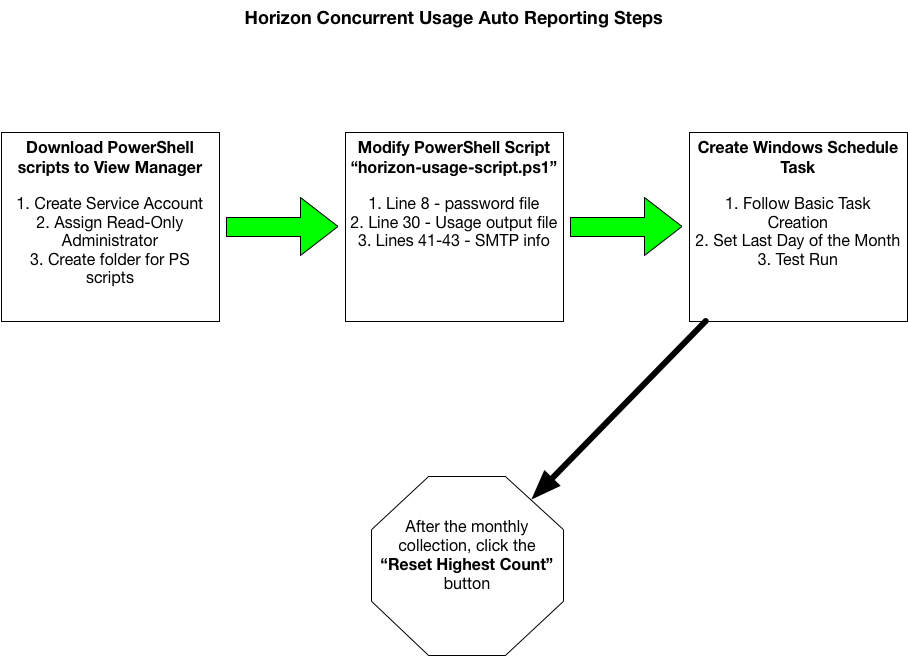 Horizon Concurrent Usage Auto Reporting Steps
Download PowerShell
scripts to View Manager
1. Create Service Account
2. Assign Read-Only
Administrator
3. Create folder for PS
scripts
Modify PowerShell Script
“horizon-usage-script.ps1”
1. Line 8 - password file
2. Line 30 - Usage output file
3. Lines 41-43 - SMTP info
Create Windows Schedule
Task
1. Follow Basic Task
Creation
2. Set Last Day of the Month
3. Test Run
After the monthly
collection, click the
“Reset Highest Count”
button